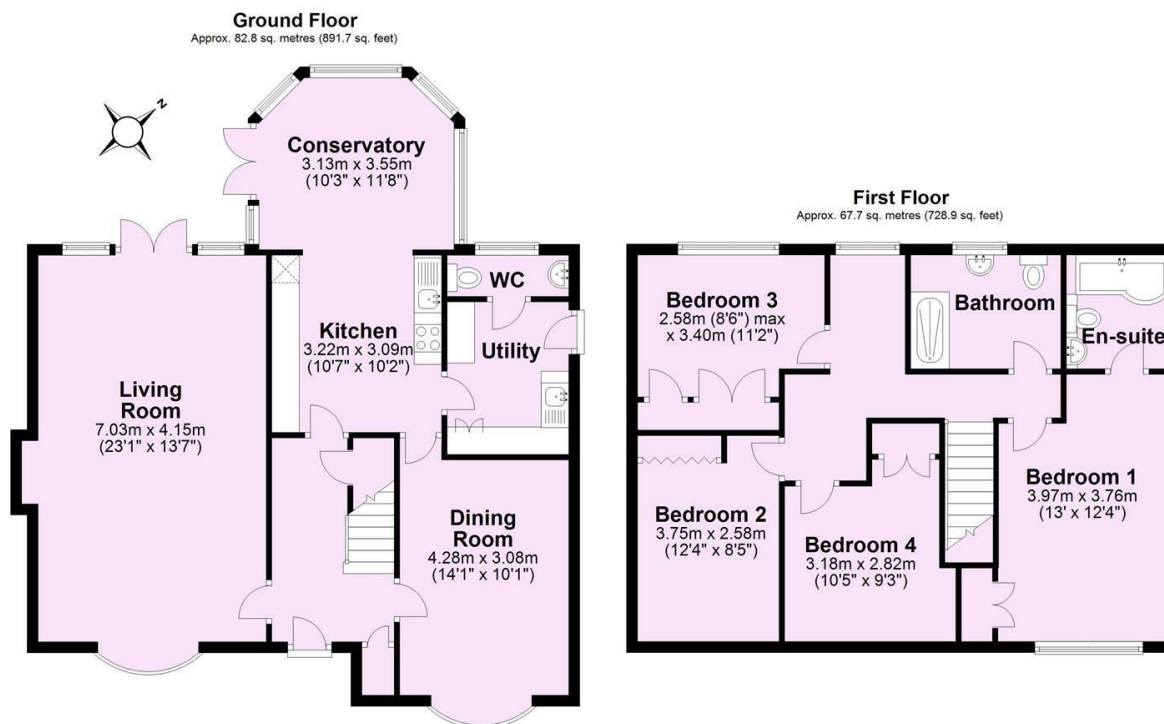 Ground Floor
Approx. 82.8 sq. metres (891.7 sq. feet)
N
Conservatory
3.13m x 3.55m
(10'3" x 11'8")
WC
Kitchen
3.22m x 3.09m
(10'7" x 10'2")
Utility
Living
Room
7.03m x 4.15m
(23'1" x 13'7")
Dining
Room
4.28m x 3.08m
(14'1" x 10'1")
First Floor
Approx. 67.7 sq. metres (728.9 sq. feet)
Bedroom 3
2.58m (8'6") max
x 3.40m (11'2")
Bathroom
En-suite
Bedroom 1
3.97m x 3.76m
(13' x 12'4")
Bedroom 2
3.75m x 2.58m
(12'4" x 8'5")
Bedroom 4
3.18m x 2.82m
(10'5" x 9'3")